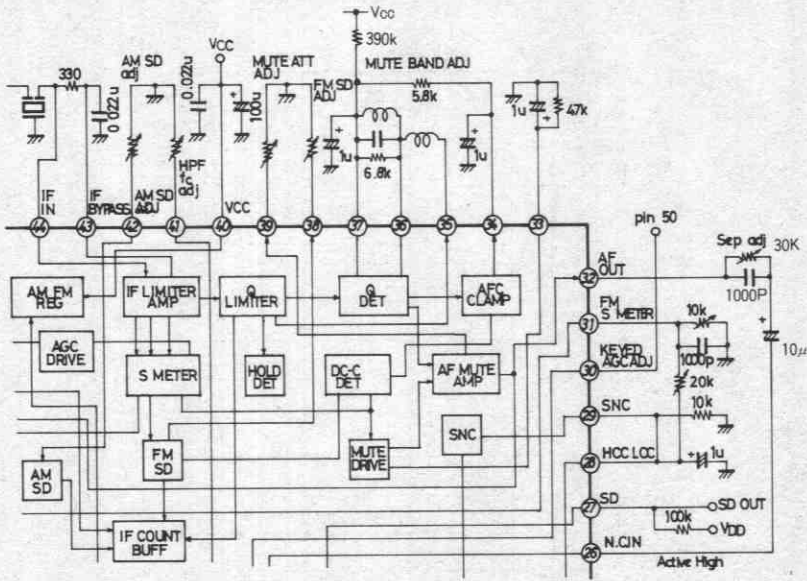 Vcc
390k
330
0.022u
AM SD
adj
0.022u
VCC
100u
MUTE ATT
ADJ
FM SD
ADJ
MUTE BAND ADJ
5.8k
1u
6.8k
1u
1u
47k
HPF
fc
adj
IF
IN
IF
BYPASS
AM SD
ADJ
VCC
44
43
42
41
40
39
38
37
36
35
34
33
pin 50
Sep adj
30K
AF
OUT
32
1000P
FM
S METER
31
10k
10μ
KEYED
AGC ADJ
30
1000p
20k
SNC
29
10k
HCC LOC
28
1u
SD
27
SD OUT
100k
VDD
N.C.IN
26
Active High
AM FM
REG
IF LIMITER
AMP
Q
LIMITER
Q
DET
AFC
CLAMP
AGC
DRIVE
S METER
HOLD
DET
DC-C
DET
AF MUTE
AMP
AM
SD
FM
SD
MUTE
DRIVE
SNC
IF COUNT
BUFF